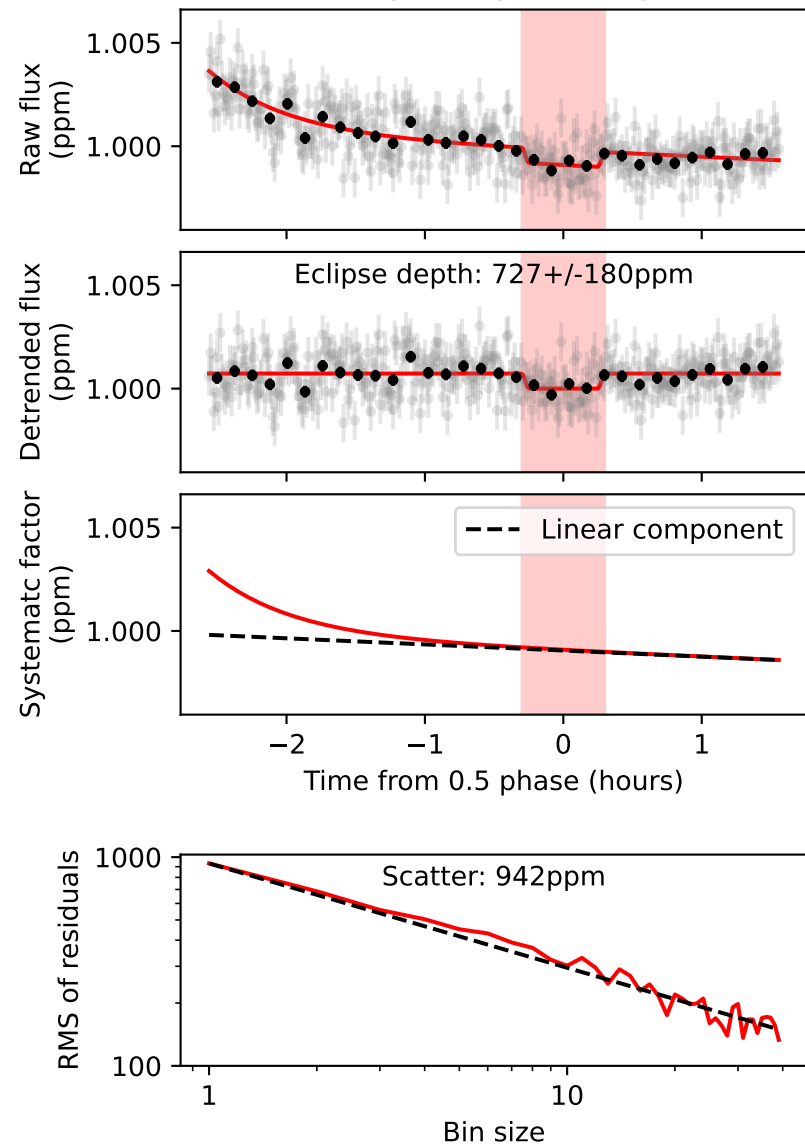 Raw flux
(ppm)
1.005
1.000
Detrended flux
(ppm)
1.005
1.000
Eclipse depth: 727+/-180ppm
Systematc factor
(ppm)
1.005
1.000
Linear component
−2
−1
0
1
Time from 0.5 phase (hours)
RMS of residuals
1000
100
Scatter: 942ppm
1
10
Bin size